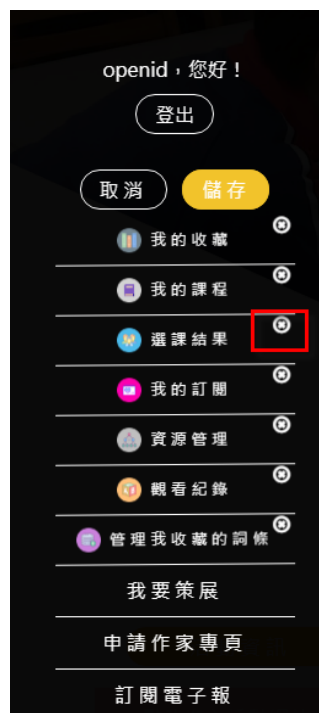 openid，您好！
登出
取消 儲存
我的收藏
我的課程
選課結果
我的訂閱
資源管理
觀看紀錄
管理我收藏的詞條
我要策展
申請作家專頁
訂閱電子報